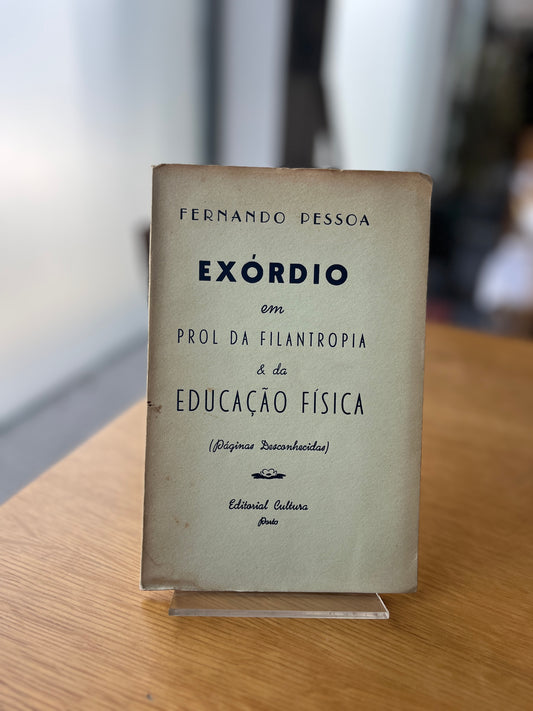 FERNANDO PESSOA
EXÓRDIO
em
PROL DA FILANTROPIA
& da
EDUCAÇÃO FÍSICA
(Páginas Desconhecidas)
Editorial Cultura
Porto